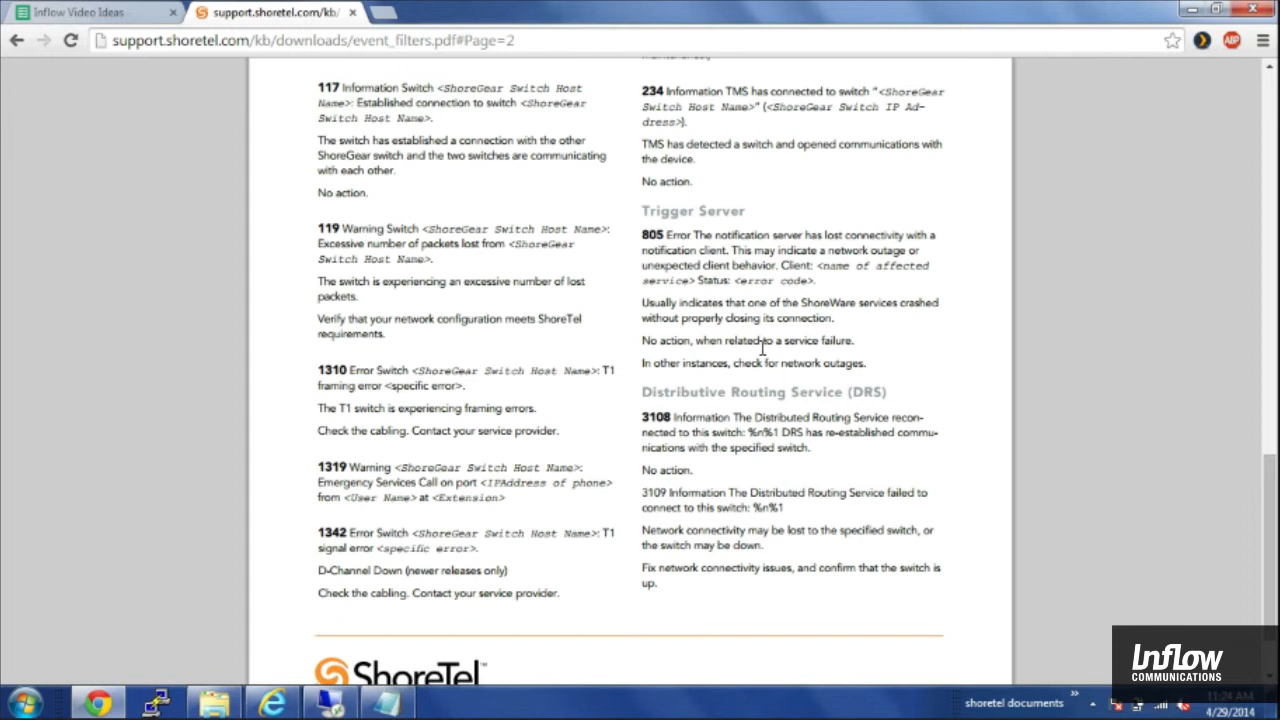 Inflow Video Ideas
support.shoretel.com/kb/
support.shoretel.com/kb/downloads/event_filters.pdf#Page=2
ABP
117 Information Switch <ShoreGear Switch Host
Name>: Established connection to switch <ShoreGear
Switch Host Name>.
The switch has established a connection with the other
ShoreGear switch and the two switches are communicating
with each other.
No action.
119 Warning Switch <ShoreGear Switch Host Name>:
Excessive number of packets lost from <ShoreGear
Switch Host Name>.
The switch is experiencing an excessive number of lost
packets.
Verify that your network configuration meets ShoreTel
requirements.
1310 Error Switch <ShoreGear Switch Host Name>: T1
framing error <specific error>.
The T1 switch is experiencing framing errors.
Check the cabling. Contact your service provider.
1319 Warning <ShoreGear Switch Host Name>:
Emergency Services Call on port <IPAddress of phone>
from <User Name> at <Extension>
1342 Error Switch <ShoreGear Switch Host Name>: T1
signal error <specific error>.
D-Channel Down (newer releases only)
Check the cabling. Contact your service provider.
234 Information TMS has connected to switch "<ShoreGear
Switch Host Name>" (<ShoreGear Switch IP Ad-
dress>).
TMS has detected a switch and opened communications with
the device.
No action.
Trigger Server
805 Error The notification server has lost connectivity with a
notification client. This may indicate a network outage or
unexpected client behavior. Client: <name of affected
service> Status: <error code>.
Usually indicates that one of the ShoreWare services crashed
without properly closing its connection.
No action, when related to a service failure.
In other instances, check for network outages.
Distributive Routing Service (DRS)
3108 Information The Distributed Routing Service recon-
nected to this switch: %n%1 DRS has re-established commu-
nications with the specified switch.
No action.
3109 Information The Distributed Routing Service failed to
connect to this switch: %n%1
Network connectivity may be lost to the specified switch, or
the switch may be down.
Fix network connectivity issues, and confirm that the switch is
up.
ShoreTel™
Inflow
COMMUNICATIONS
shoretel documents
11:24 AM
4/29/2014